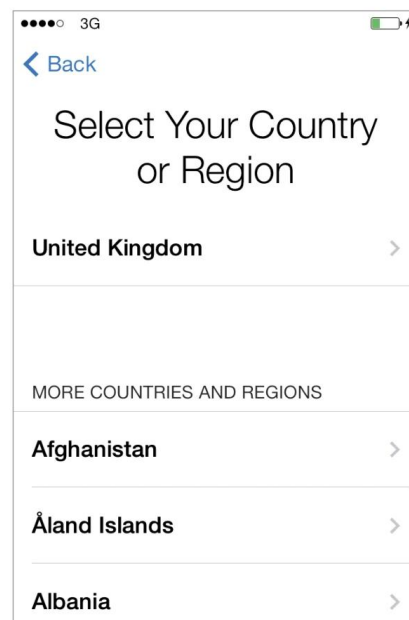 3G
Back
Select Your Country
or Region
United Kingdom
MORE COUNTRIES AND REGIONS
Afghanistan
Åland Islands
Albania